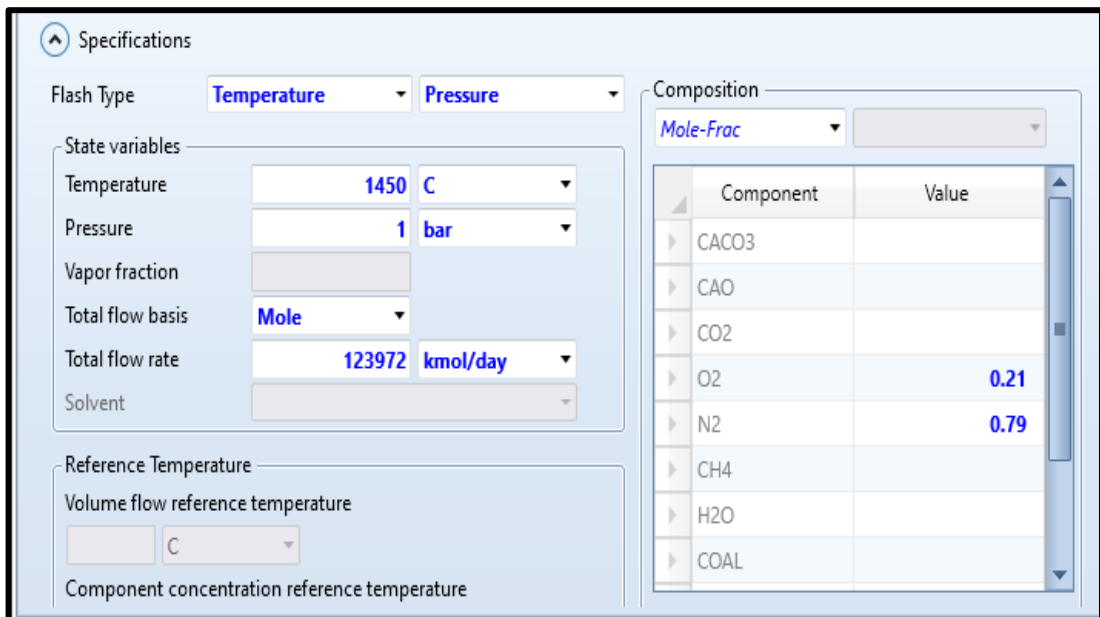 Specifications
Flash Type Temperature Pressure
State variables
Temperature 1450 C
Pressure 1 bar
Vapor fraction
Total flow basis Mole
Total flow rate 123972 kmol/day
Solvent
Reference Temperature
Volume flow reference temperature
C
Component concentration reference temperature
Composition
Mole-Frac
Component Value
CACO3
CAO
CO2
O2 0.21
N2 0.79
CH4
H2O
COAL